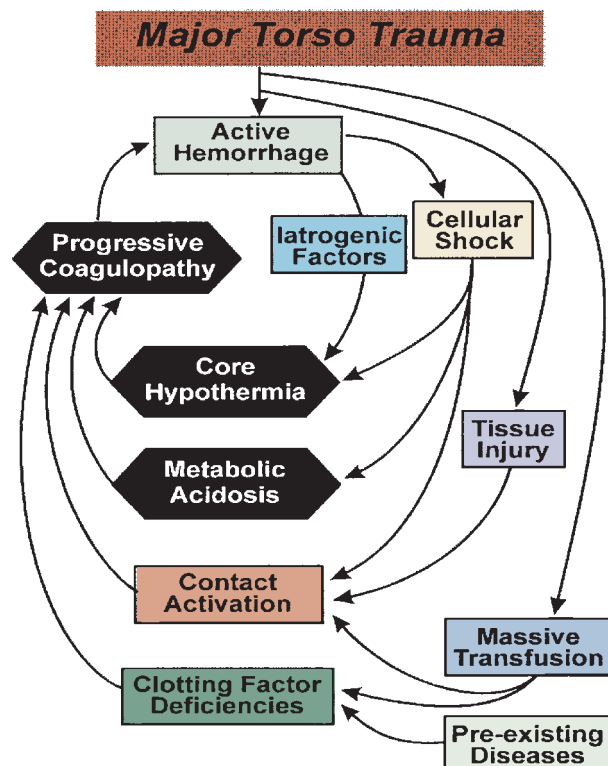 Major Torso Trauma
Active
Hemorrhage
Cellular
Shock
Iatrogenic
Factors
Progressive
Coagulopathy
Core
Hypothermia
Tissue
Injury
Metabolic
Acidosis
Contact
Activation
Massive
Transfusion
Clotting Factor
Deficiencies
Pre-existing
Diseases